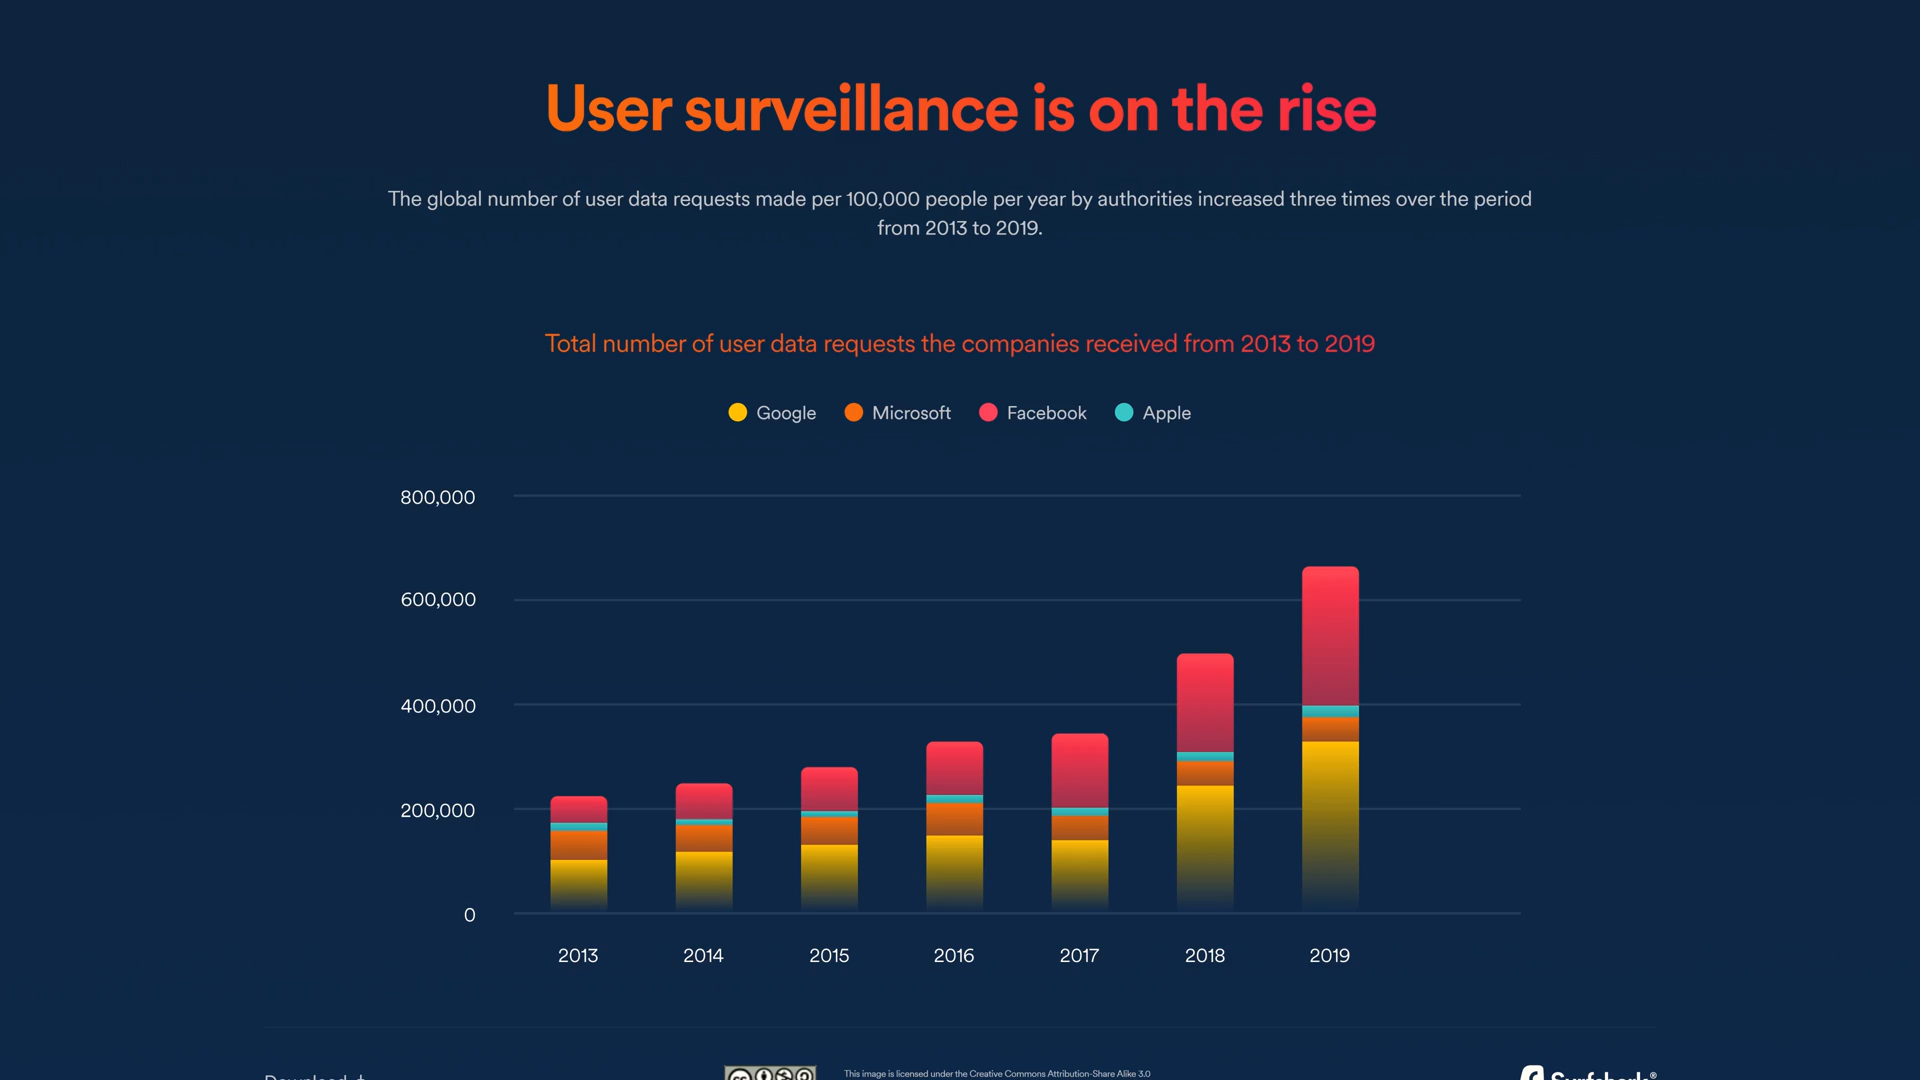 User surveillance is on the rise
The global number of user data requests made per 100,000 people per year by authorities increased three times over the period
from 2013 to 2019.
Total number of user data requests the companies received from 2013 to 2019
Google Microsoft Facebook Apple
800,000
600,000
400,000
200,000
0
2013 2014 2015 2016 2017 2018 2019
This image is licensed under the Creative Commons Attribution-Share Alike 3.0
Download
Surfshark®